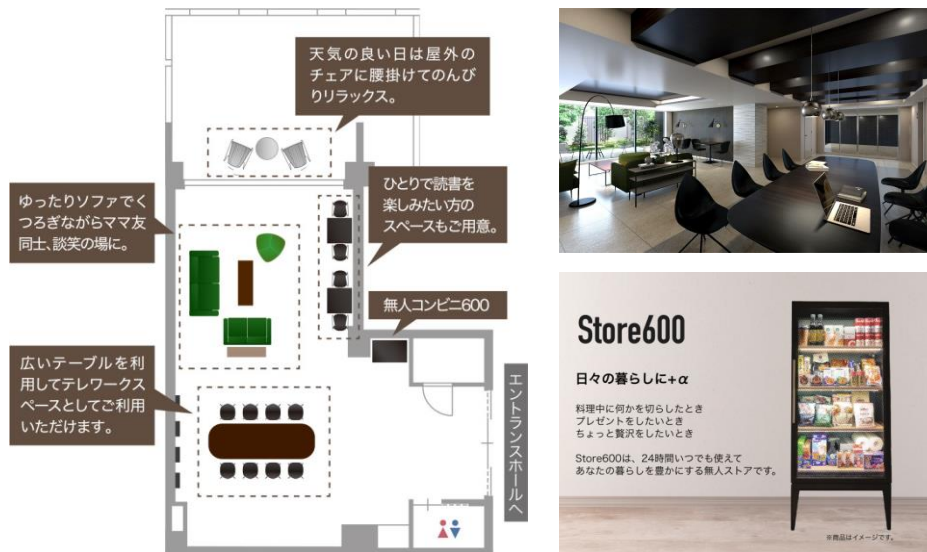 天気の良い日は屋外の
チェアに腰掛けてのんび
りリラックス。
ゆったりソファでく
つろぎながらママ友
同士、談笑の場に。
ひとりで読書を
楽しみたい方の
スペースもご用意。
無人コンビニ600
広いテーブルを利
用してテレワークス
ペースとしてご利用
いただけます。
エントランスホールへ
Store600
日々の暮らしに+α
料理中に何かを切らしたとき
プレゼントをしたいとき
ちょっと贅沢をしたいとき
Store600は、24時間いつでも使えて
あなたの暮らしを豊かにする無人ストアです。
※商品はイメージです。